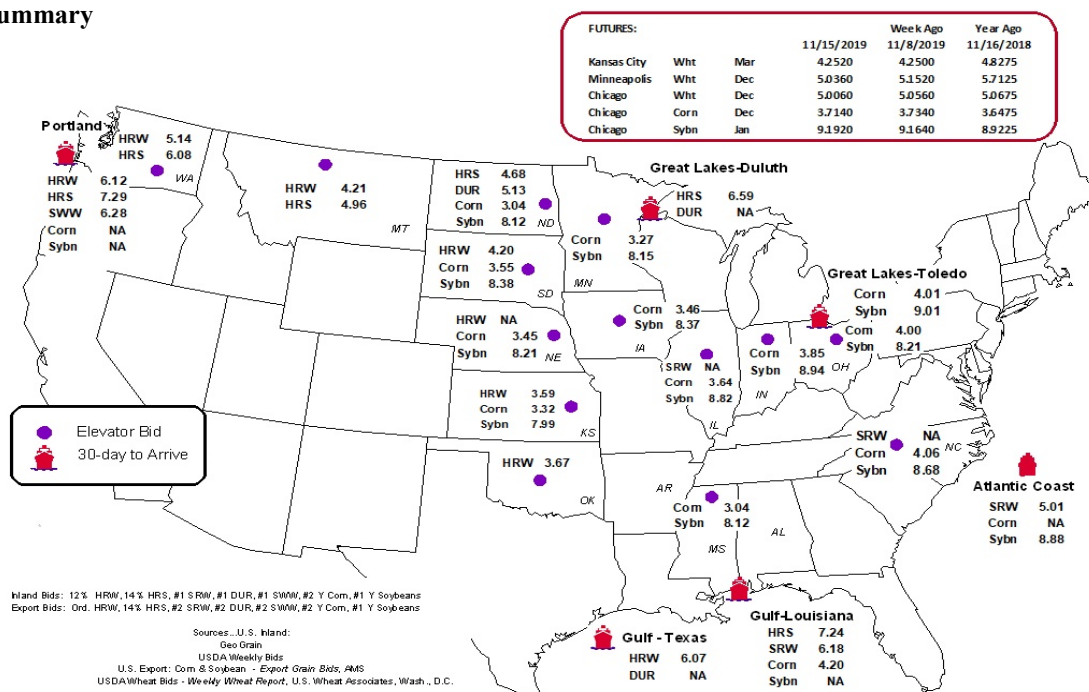 ummary
FUTURES: Week Ago Year Ago
11/15/2019 11/8/2019 11/16/2018
Kansas City Wht Mar 4.2520 4.2500 4.8275
Minneapolis Wht Dec 5.0360 5.1520 5.7125
Chicago Wht Dec 5.0060 5.0560 5.0675
Chicago Corn Dec 3.7140 3.7340 3.6475
Chicago Sybn Jan 9.1920 9.1640 8.9225
Portland
HRW 6.12
HRS 7.29
SWW 6.28
Corn NA
Sybn NA
HRW 5.14
HRS 6.08
WA
HRW 4.21
HRS 4.96
MT
HRS 4.68
DUR 5.13
Corn 3.04
Sybn 8.12
ND
HRW 4.20
Corn 3.55
Sybn 8.38
SD
HRW NA
Corn 3.45
Sybn 8.21
NE
HRW 3.59
Corn 3.32
Sybn 7.99
KS
HRW 3.67
OK
Great Lakes-Duluth
HRS 6.59
DUR NA
Corn 3.27
Sybn 8.15
MN
Corn 3.46
Sybn 8.37
IA
SRW NA
Corn 3.64
Sybn 8.82
IL
Great Lakes-Toledo
Corn 4.01
Sybn 9.01
Corn 4.00
Sybn 8.21
OH
Corn 3.85
Sybn 8.94
IN
SRW NA
Corn 4.06
Sybn 8.68
NC
Atlantic Coast
SRW 5.01
Corn NA
Sybn 8.88
AR
Corn 3.04
Sybn 8.12
MS
AL
Elevator Bid
30-day to Arrive
Gulf-Louisiana
HRS 7.24
SRW 6.18
Corn 4.20
Sybn NA
Gulf - Texas
HRW 6.07
DUR NA
Inland Bids: 12% HRW, 14% HRS, #1 SRW, #1 DUR, #1 SWW, #2 Y Corn, #1 Y Soybeans
Export Bids: Ord. HRW, 14% HRS, #2 SRW, #2 DUR, #2 SWW, #2 Y Corn, #1 Y Soybeans
Sources...U.S. Inland:
Geo Grain
USDA Weekly Bids
U.S. Export: Corn & Soybean - Export Grain Bids, AMS
USDA Wheat Bids - Weekly Wheat Report, U.S. Wheat Associates, Wash., D.C.